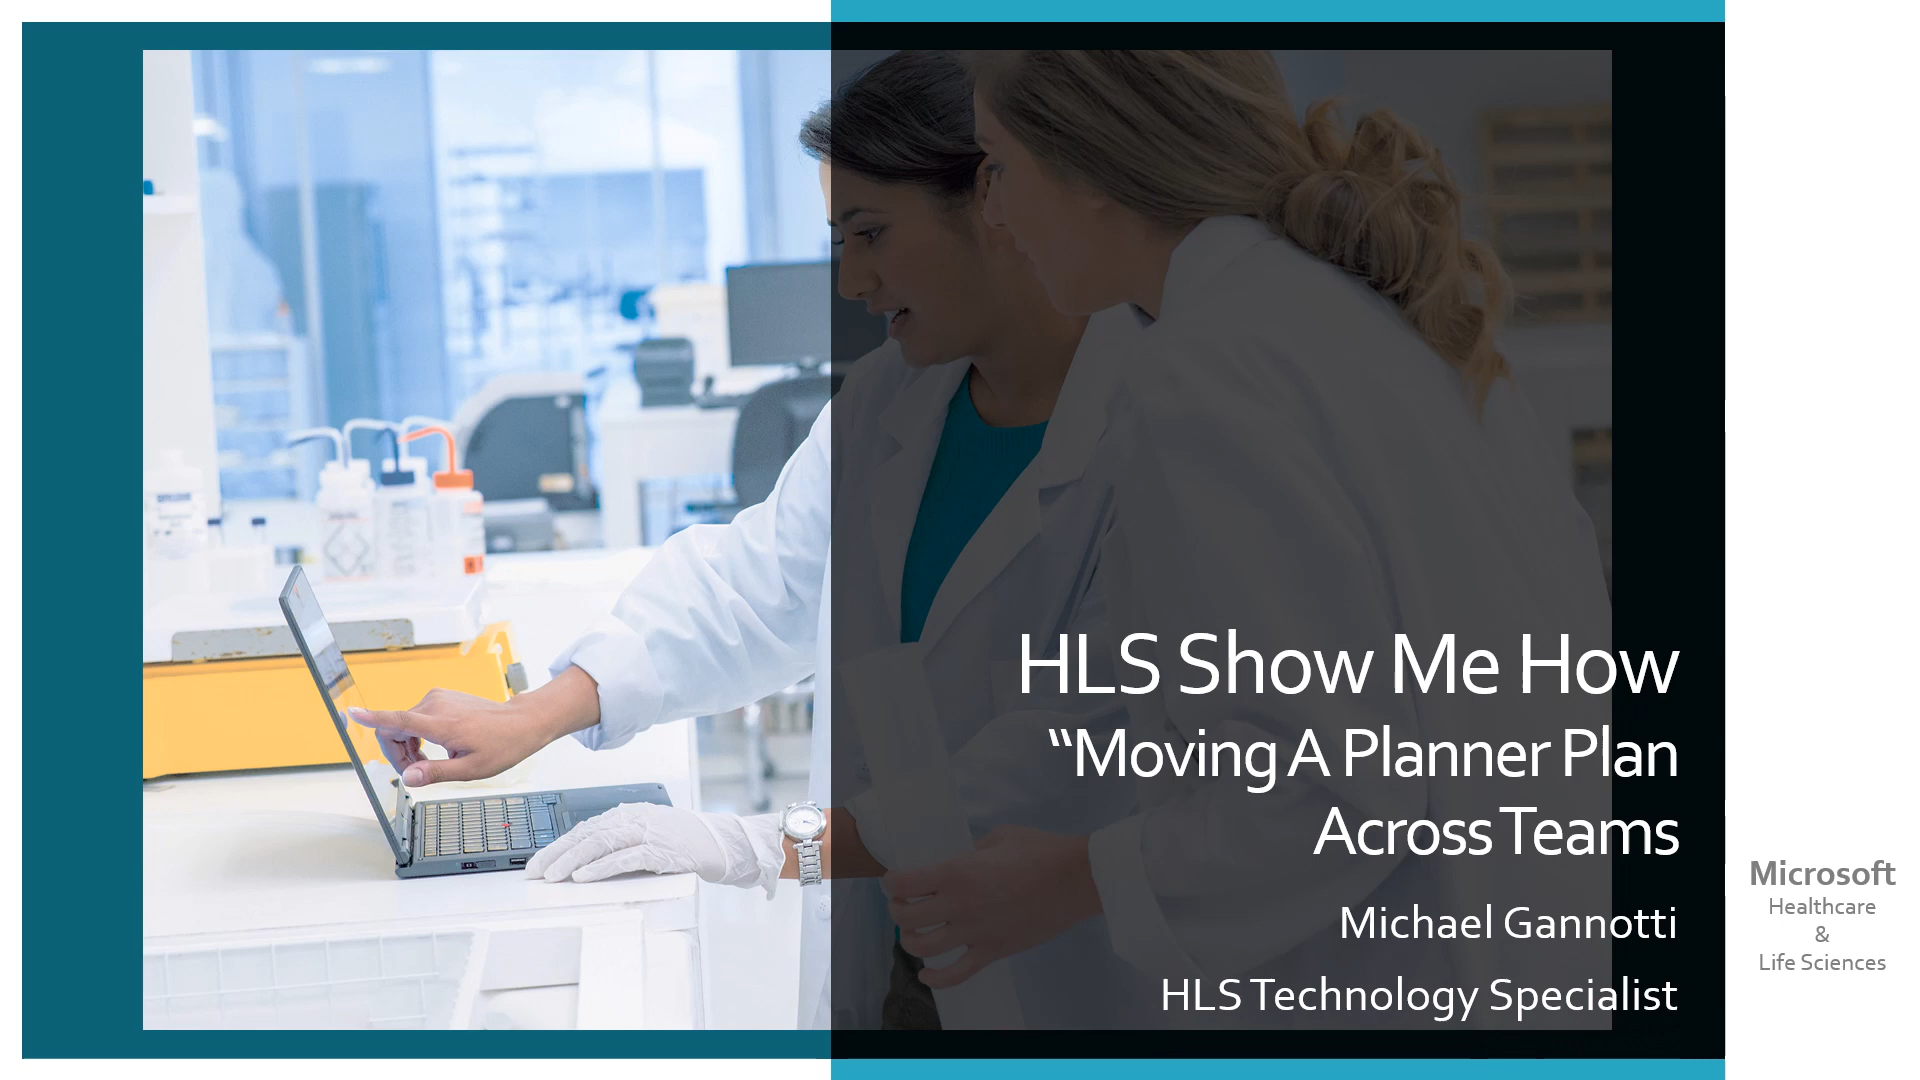 HLS Show Me How
“Moving A Planner Plan
Across Teams
Michael Gannotti
HLS Technology Specialist
Microsoft
Healthcare
&
Life Sciences